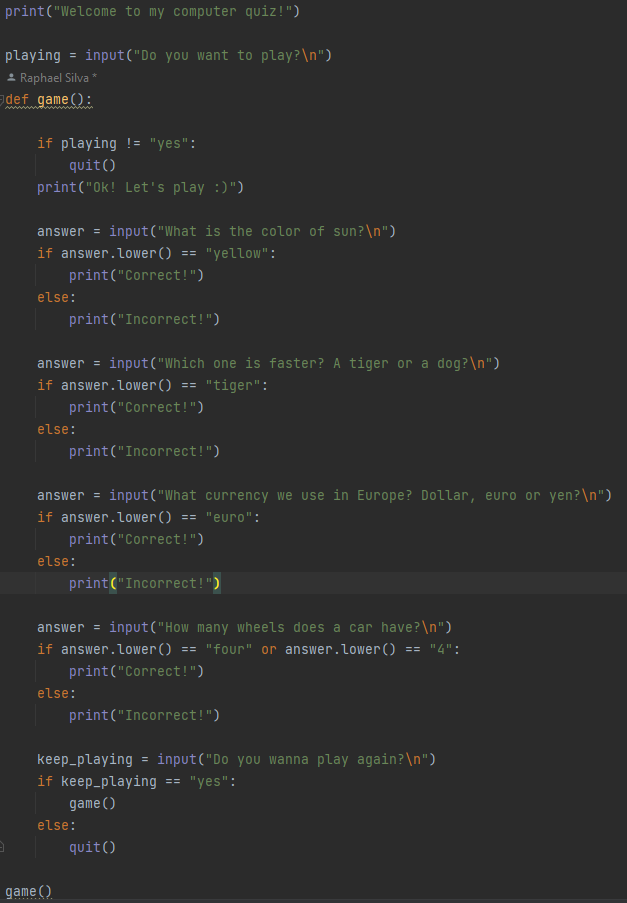 print("Welcome to my computer quiz!")
playing = input("Do you want to play?\n")
Raphael Silva *
def game():
    if playing != "yes":
        quit()
    print("Ok! Let's play :)")
    answer = input("What is the color of sun?\n")
    if answer.lower() == "yellow":
        print("Correct!")
    else:
        print("Incorrect!")
    answer = input("Which one is faster? A tiger or a dog?\n")
    if answer.lower() == "tiger":
        print("Correct!")
    else:
        print("Incorrect!")
    answer = input("What currency we use in Europe? Dollar, euro or yen?\n")
    if answer.lower() == "euro":
        print("Correct!")
    else:
        print("Incorrect!")
    answer = input("How many wheels does a car have?\n")
    if answer.lower() == "four" or answer.lower() == "4":
        print("Correct!")
    else:
        print("Incorrect!")
    keep_playing = input("Do you wanna play again?\n")
    if keep_playing == "yes":
        game()
    else:
        quit()
game()